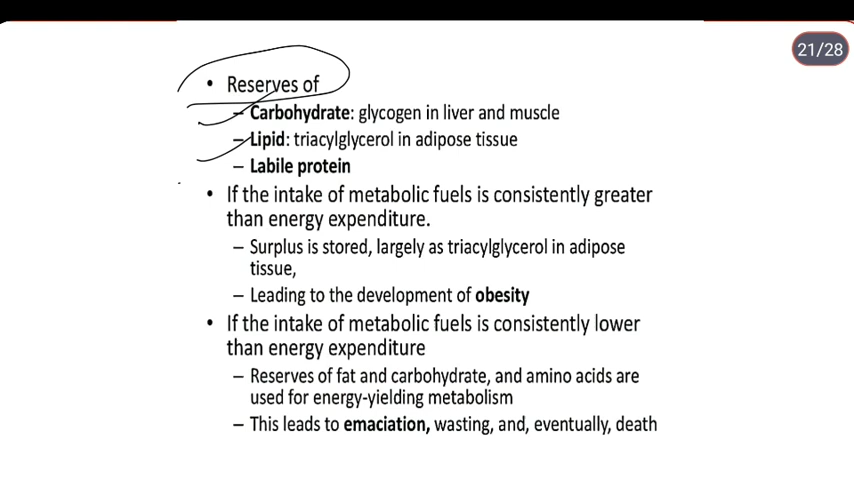 21/28
• Reserves of
– Carbohydrate: glycogen in liver and muscle
– Lipid: triacylglycerol in adipose tissue
– Labile protein
• If the intake of metabolic fuels is consistently greater
than energy expenditure.
– Surplus is stored, largely as triacylglycerol in adipose
tissue,
– Leading to the development of obesity
• If the intake of metabolic fuels is consistently lower
than energy expenditure
– Reserves of fat and carbohydrate, and amino acids are
used for energy-yielding metabolism
– This leads to emaciation, wasting, and, eventually, death